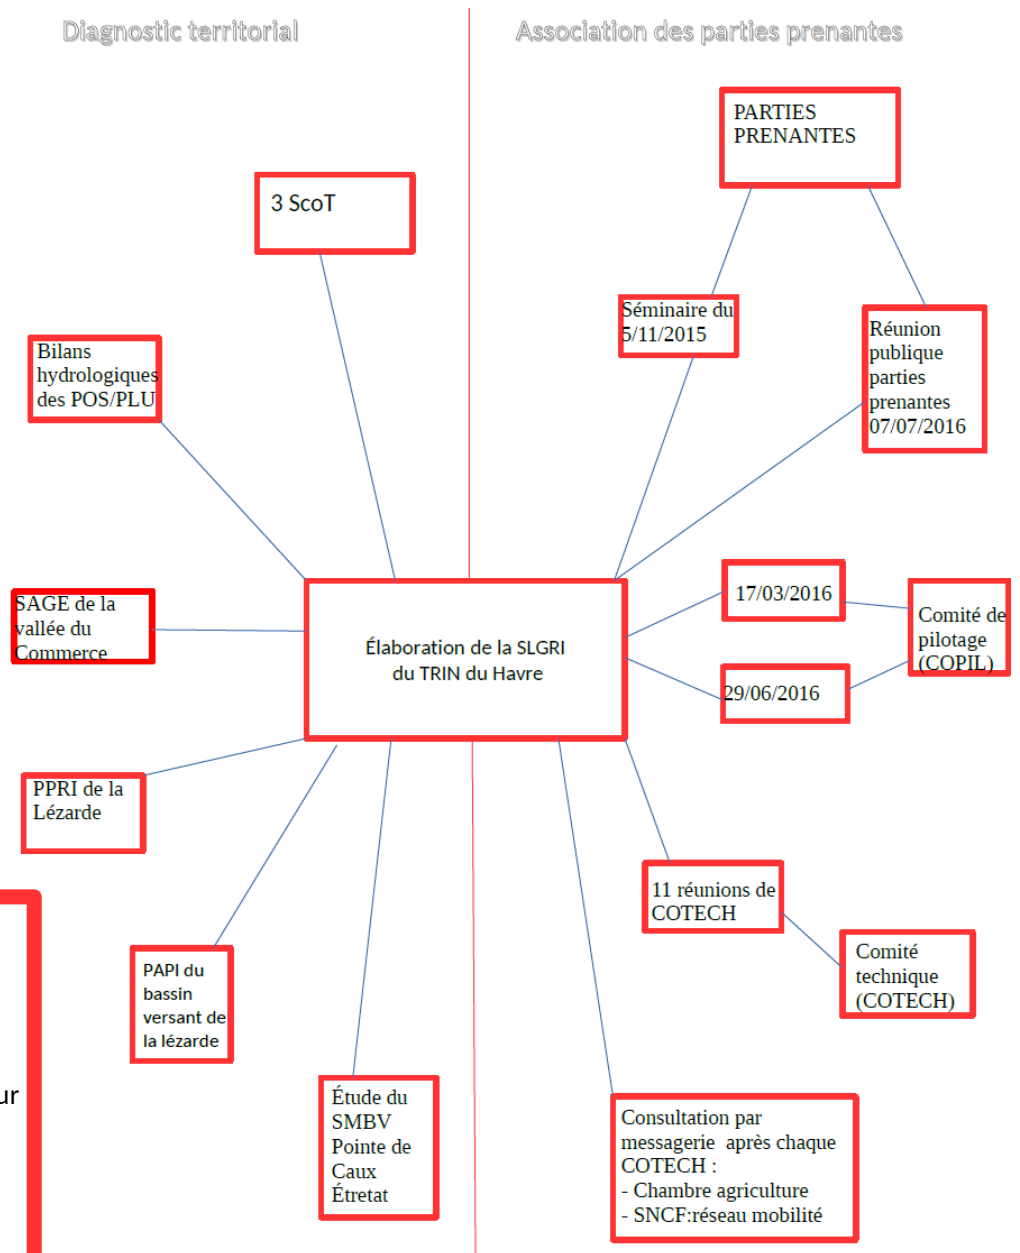 Diagnostic territorial
Association des parties prenantes
PARTIES
PRENANTES
3 ScoT
Séminaire du
5/11/2015
Réunion
publique
parties
prenantes
07/07/2016
Bilans
hydrologiques
des POS/PLU
17/03/2016
Comité de
pilotage
(COPIL)
SAGE de la
vallée du
Commerce
Élaboration de la SLGRI
du TRIN du Havre
29/06/2016
PPRI de la
Lézarde
11 réunions de
COTECH
Comité
technique
(COTECH)
PAPI du
bassin
versant de
la lézarde
Étude du
SMBV
Pointe de
Caux
Étretat
Consultation par
messagerie après chaque
COTECH :
- Chambre agriculture
- SNCF:réseau mobilité
ur